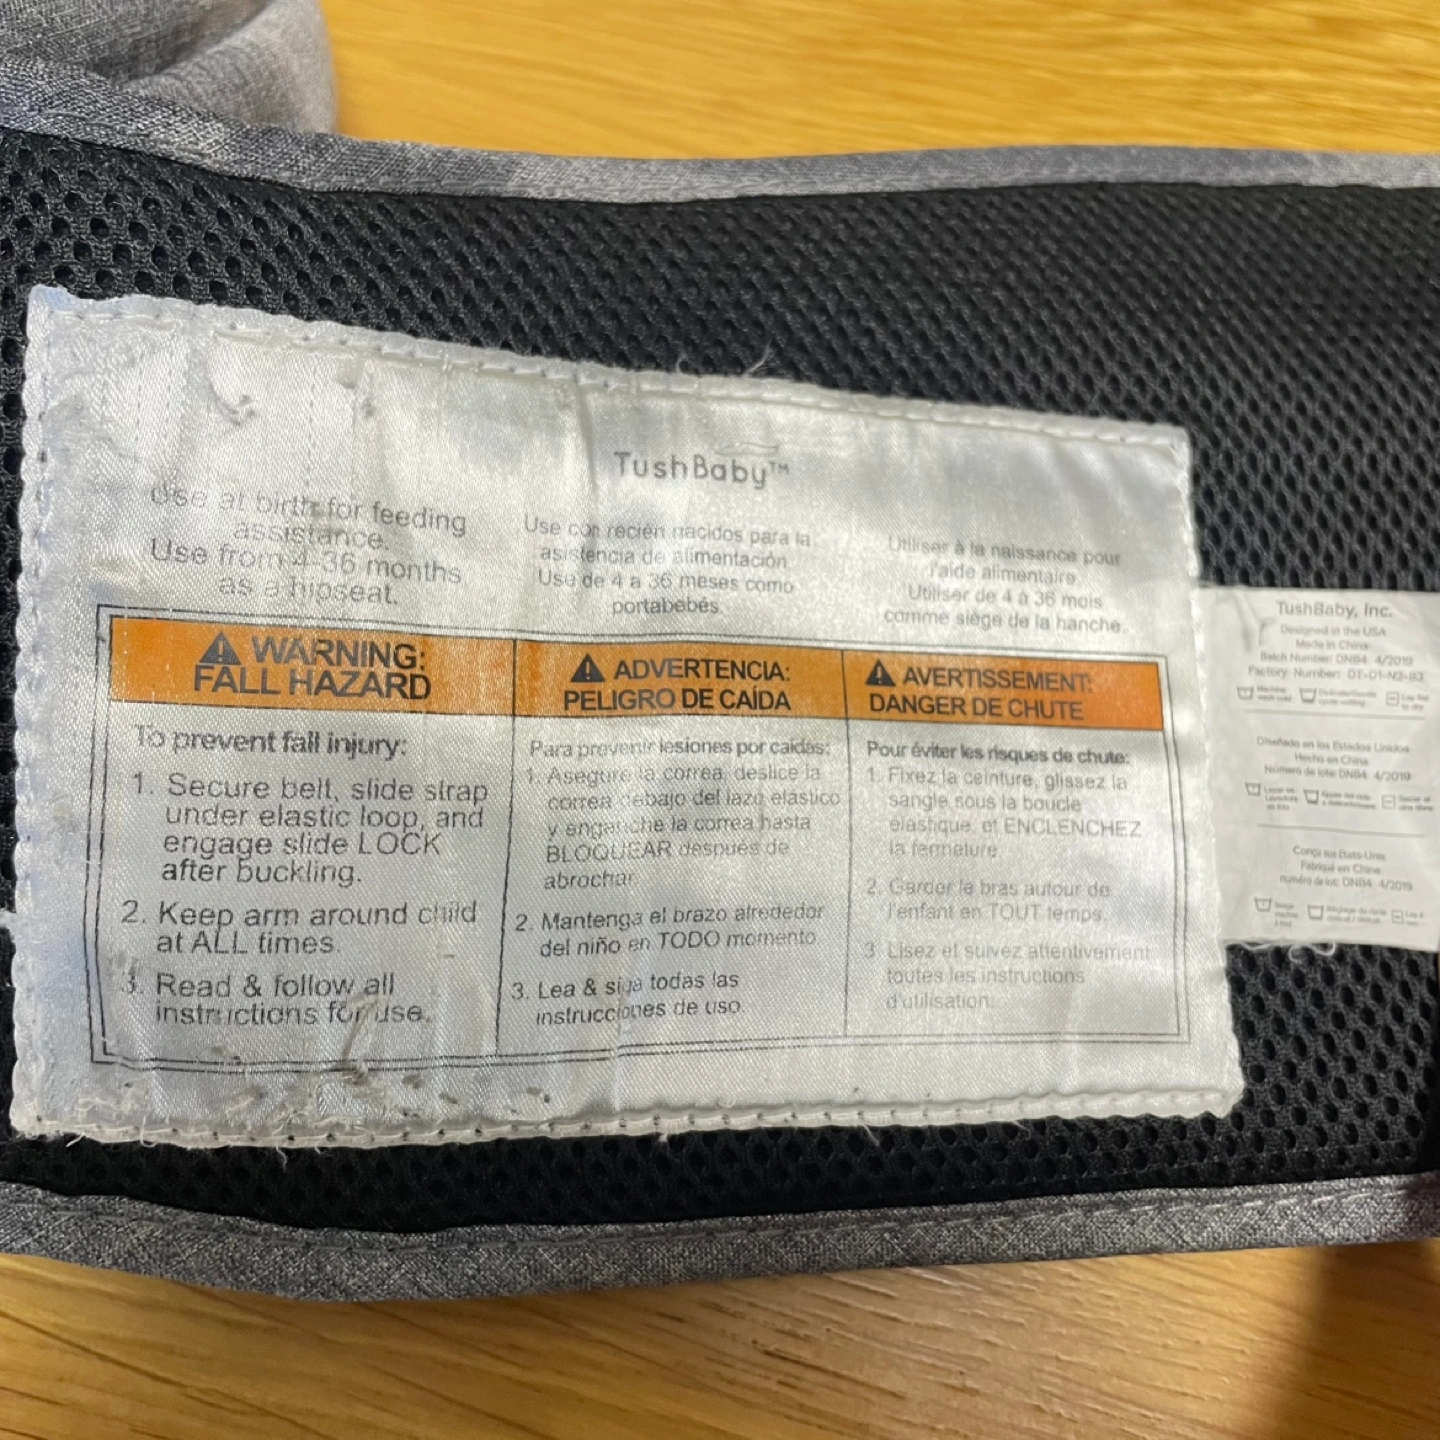 TushBaby™
Use at birth for feeding
assistance.
Use from 4-36 months
as a hipseat.
Use con recién nacidos para la
asistencia de alimentación
Use de 4 a 36 meses como
portabebés.
Utiliser à la naissance pour
l'aide alimentaire
Utiliser de 4 à 36 mois
comme siège de la hanche.
WARNING:
FALL HAZARD
To prevent fall injury:
1. Secure belt, slide strap
under elastic loop, and
engage slide LOCK
after buckling.
2. Keep arm around child
at ALL times.
3. Read & follow all
instructions for use.
ADVERTENCIA:
PELIGRO DE CAÍDA
Para prevenir lesiones por caídas:
1. Asegure la correa, deslice la
correa debajo del lazo elástico
y enganche la correa hasta
BLOQUEAR después de
abrochar.
2. Mantenga el brazo alrededor
del niño en TODO momento
3. Lea & siga todas las
instrucciones de uso.
AVERTISSEMENT:
DANGER DE CHUTE
Pour éviter les risques de chute:
1. Fixez la ceinture, glissez la
sangle sous la boucle
élastique, et ENCLENCHEZ
la fermeture
2. Garder le bras autour de
l'enfant en TOUT temps.
3 Lisez et suivez attentivement
toutes les instructions
d'utilisation.
TushBaby, Inc.
Designed in the USA
Made in China
Batch Number: DNB4 4/2019
Factory Number: DT-D1-N2-B3
Machine
wash cold
Diseñado en los Estados Unidos
Hecho en China
Número de lote: DNB4 4/2019
Conçu aux États-Unis
Fabriqué en Chine
numéro de lot: DNB4 4/2019